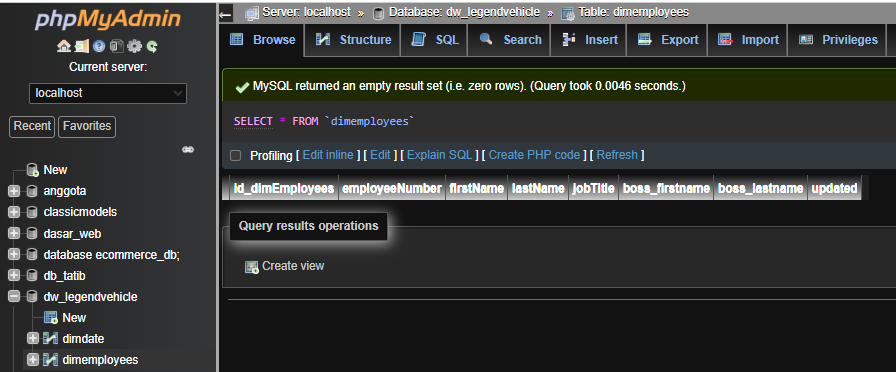 phpMyAdmin
Current server:
localhost
Recent
Favorites
New
anggota
classicmodels
dasar_web
database ecommerce_db;
db_tatib
dw_legendvehicle
New
dimdate
dimemployees
Server: localhost » Database: dw_legendvehicle » Table: dimemployees
Browse Structure SQL Search Insert Export Import Privileges
MySQL returned an empty result set (i.e. zero rows). (Query took 0.0046 seconds.)
SELECT * FROM `dimemployees`
Profiling [ Edit inline ] [ Edit ] [ Explain SQL ] [ Create PHP code ] [ Refresh ]
id_dimEmployees employeeNumber firstName lastName jobTitle boss_firstname boss_lastname updated
Query results operations
Create view